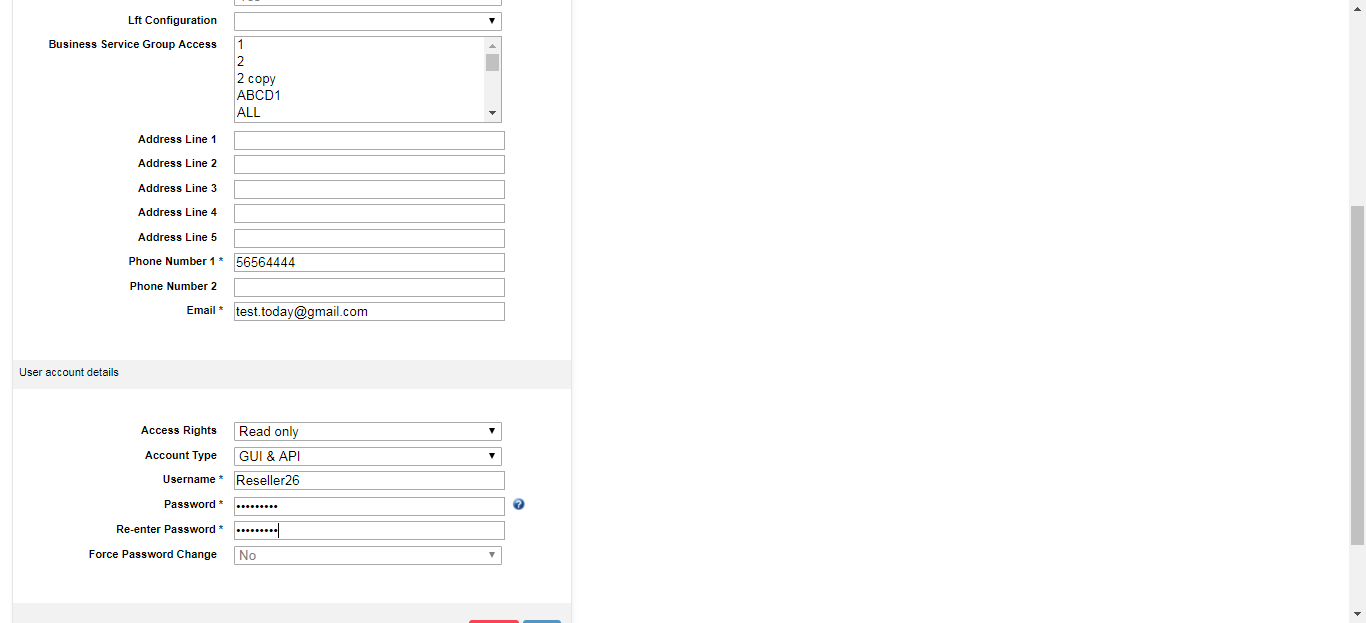 Lft Configuration
Business Service Group Access
1
2
2 copy
ABCD1
ALL
Address Line 1
Address Line 2
Address Line 3
Address Line 4
Address Line 5
Phone Number 1 * 56564444
Phone Number 2
Email * test.today@gmail.com
User account details
Access Rights Read only
Account Type GUI & API
Username * Reseller26
Password * •••••••••
Re-enter Password * •••••••••
Force Password Change No